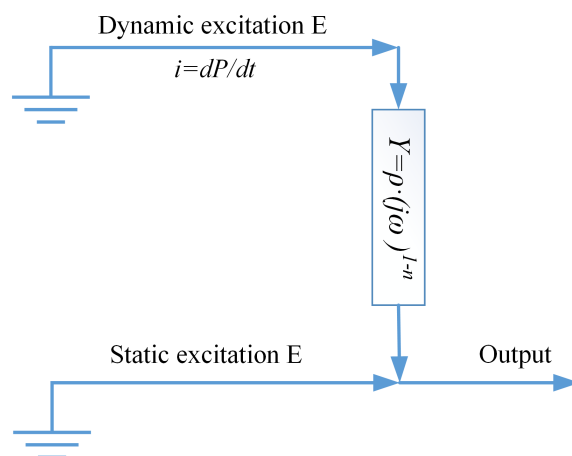 Dynamic excitation E
i=dP/dt
Y=ρ·(jω)^{1-n}
Static excitation E
Output